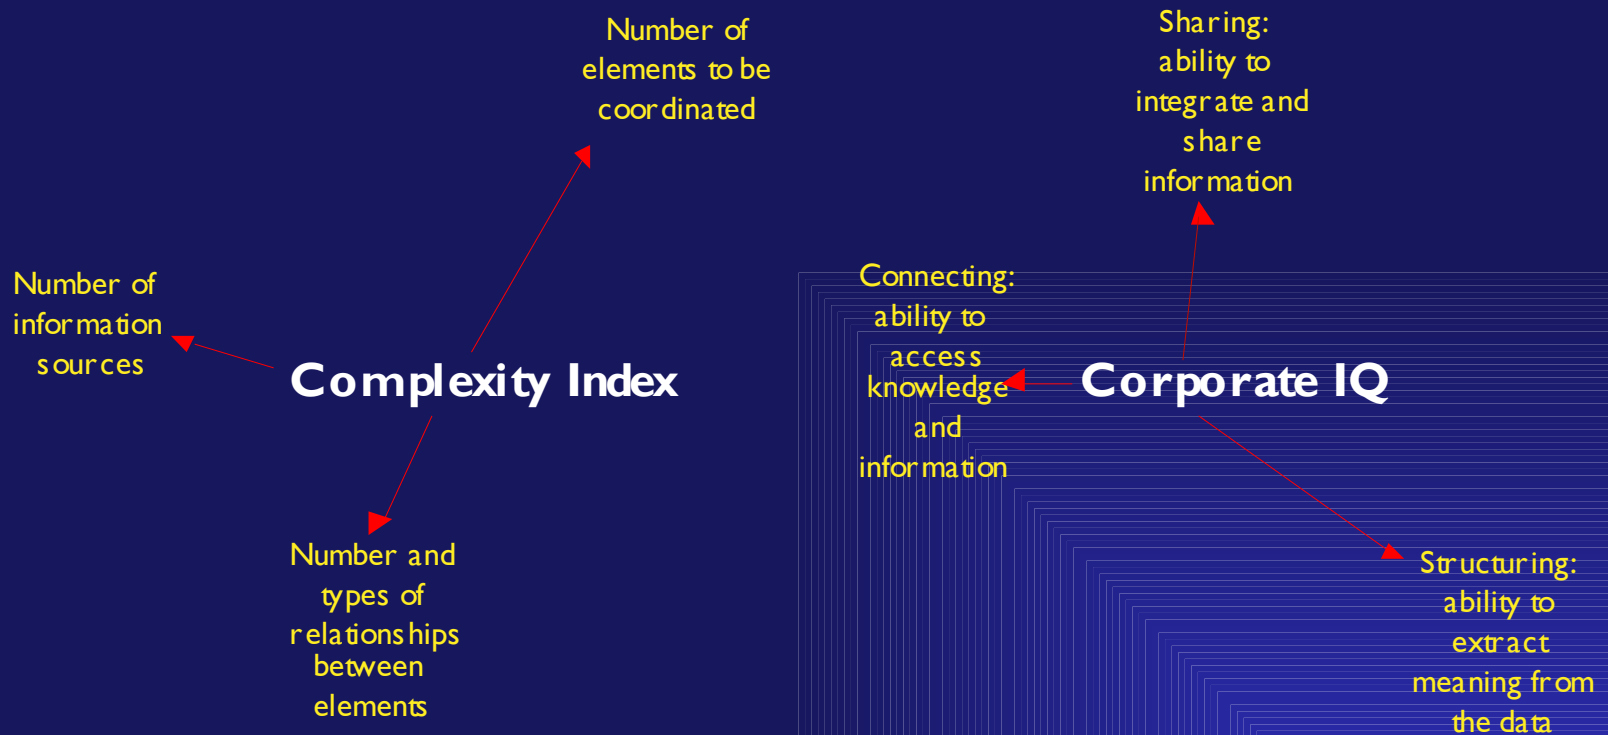 Number of
elements to be
coordinated
Number of
information
sources
Complexity Index
Number and
types of
relationships
between
elements
Sharing:
ability to
integrate and
share
information
Connecting:
ability to
access
knowledge
and
information
Corporate IQ
Structuring:
ability to
extract
meaning from
the data